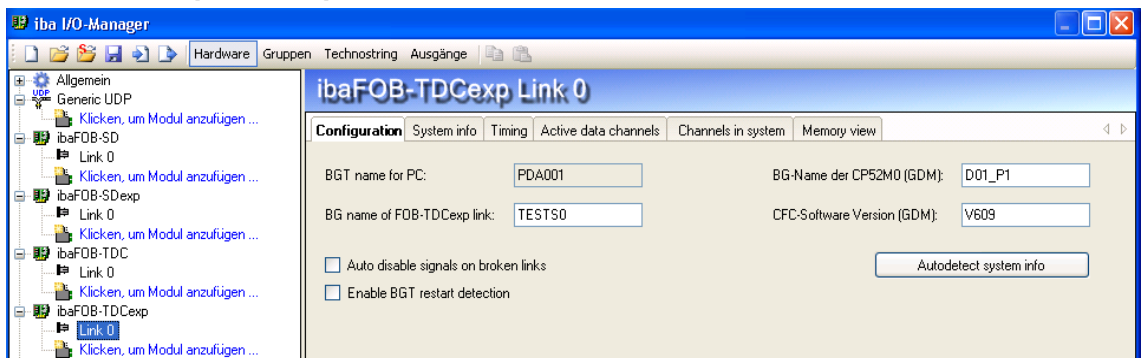 iba I/O-Manager
Hardware Gruppen Technostring Ausgänge
Allgemein
UDP Generic UDP
Klicken, um Modul anzufügen ...
ibaFOB-SD
Link 0
Klicken, um Modul anzufügen ...
ibaFOB-SDexp
Link 0
Klicken, um Modul anzufügen ...
ibaFOB-TDC
Link 0
Klicken, um Modul anzufügen ...
ibaFOB-TDCexp
Link 0
Klicken, um Modul anzufügen ...
ibaFOB-TDCexp Link 0
Configuration System info Timing Active data channels Channels in system Memory view
BGT name for PC: PDA001 BG-Name der CP52M0 (GDM): D01_P1
BG name of FOB-TDCexp link: TESTS0 CFC-Software Version (GDM): V609
Auto disable signals on broken links Autodetect system info
Enable BGT restart detection